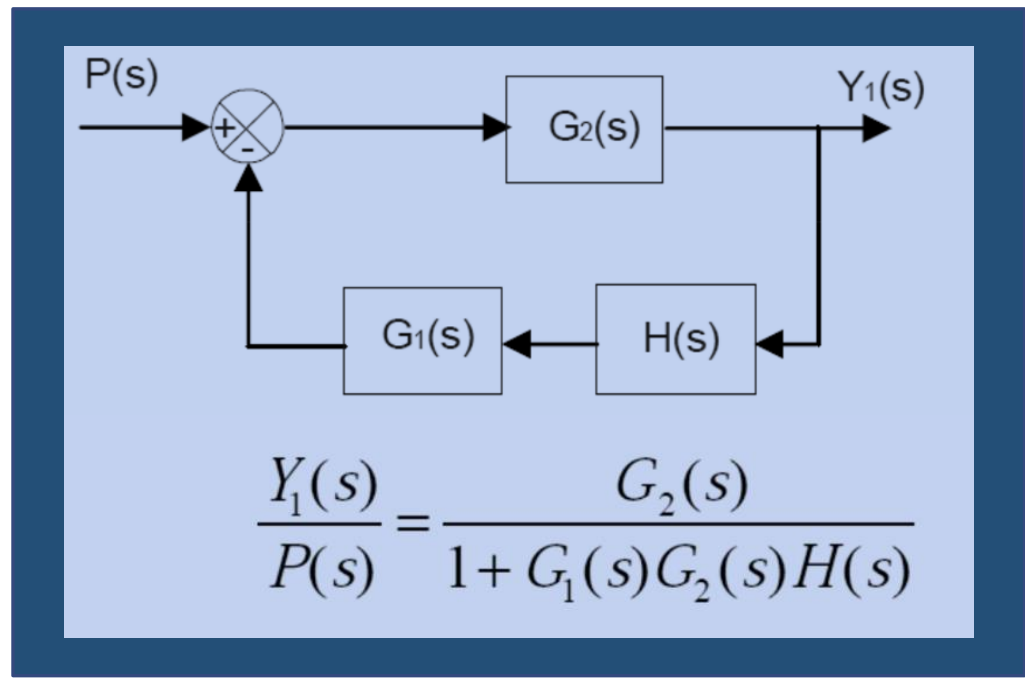 P(s)
Y₁(s)
+
-
G₂(s)
G₁(s)
H(s)
Y₁(s)/P(s) = G₂(s)/1+G₁(s)G₂(s)H(s)